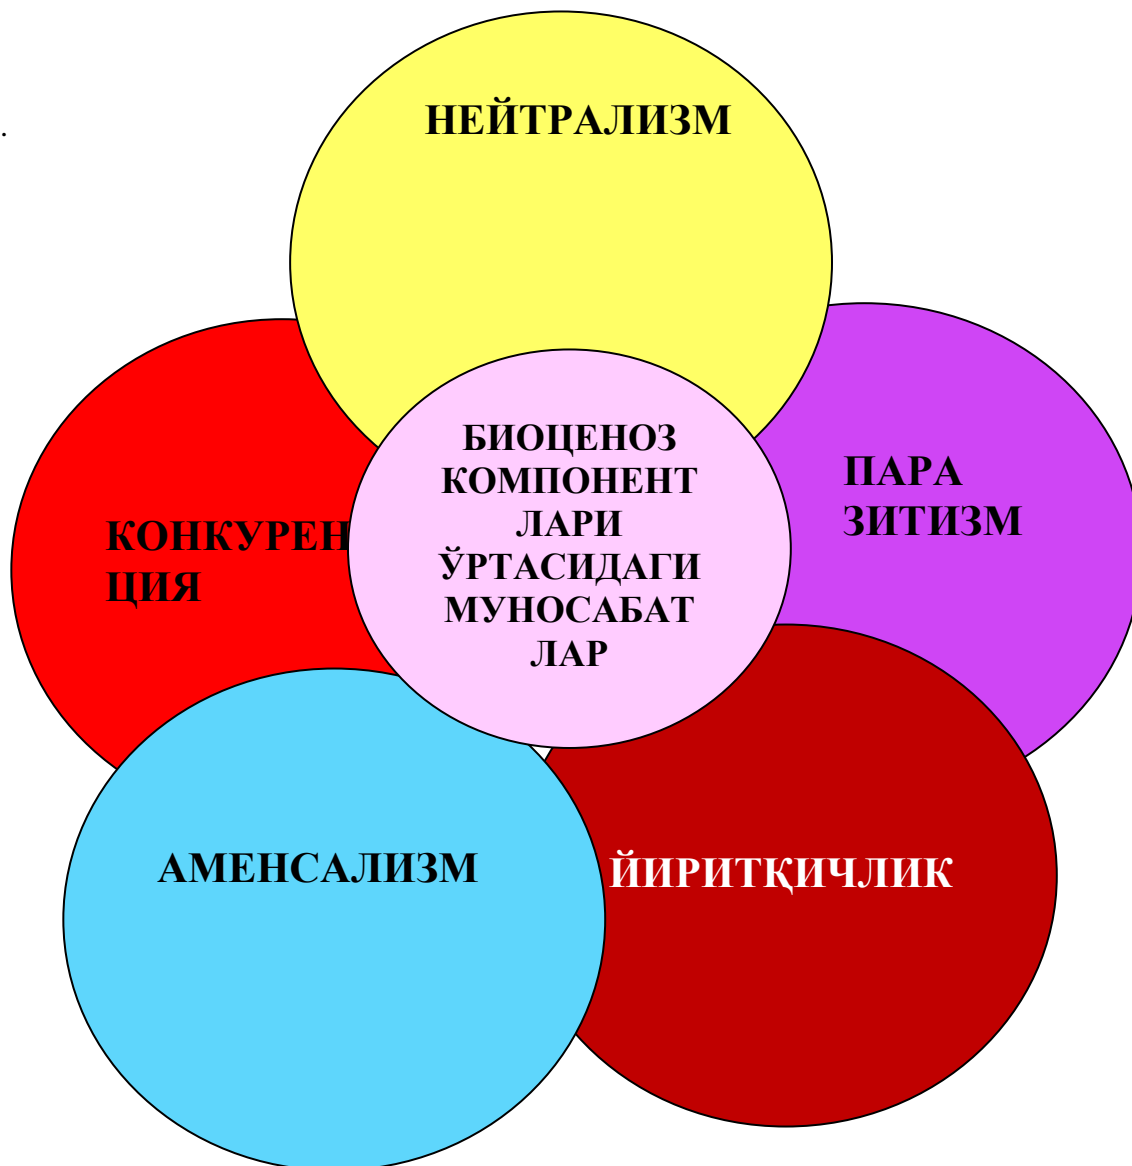 .
НЕЙТРАЛИЗМ
БИОЦЕНОЗ
КОМПОНЕНТ
ЛАРИ
ЎРТАСИДАГИ
МУНОСАБАТ
ЛАР
ПАРА
ЗИТИЗМ
КОНКУРЕН
ЦИЯ
АМЕНСАЛИЗМ
ЙИРИТҚИЧЛИК